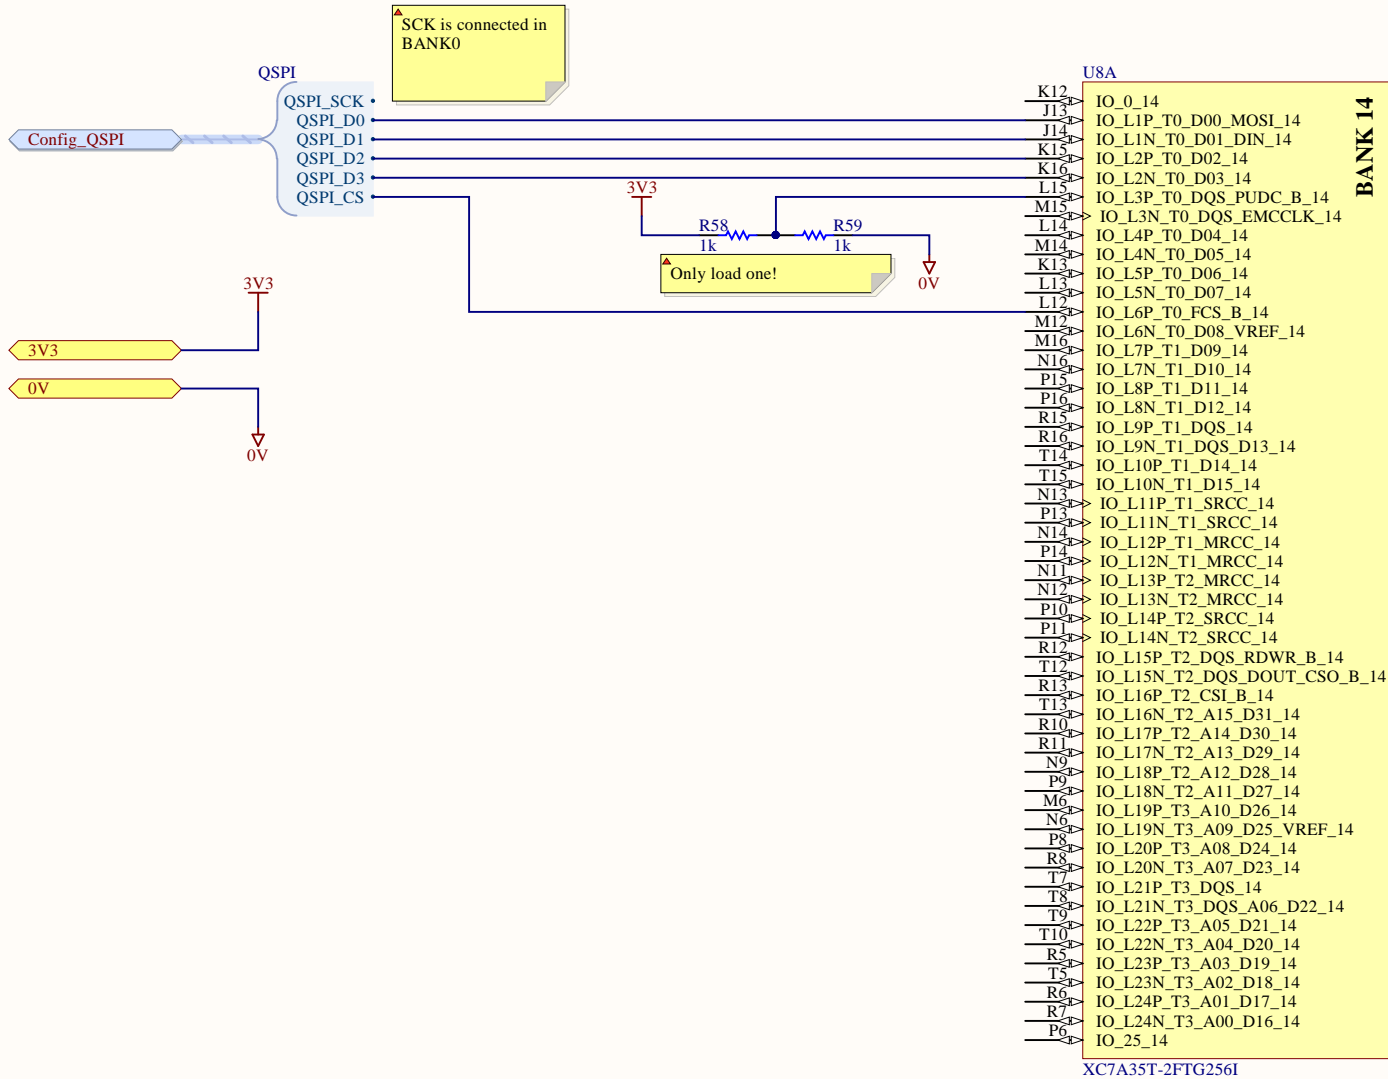 SCK is connected in
BANK0
QSPI
QSPI_SCK
QSPI_D0
QSPI_D1
QSPI_D2
QSPI_D3
QSPI_CS
Config_QSPI
3V3
R58
1k
R59
1k
Only load one!
0V
3V3
3V3
0V
0V
U8A
BANK 14
K12 IO_0_14
J13 IO_L1P_T0_D00_MOSI_14
J14 IO_L1N_T0_D01_DIN_14
K15 IO_L2P_T0_D02_14
K16 IO_L2N_T0_D03_14
L15 IO_L3P_T0_DQS_PUDC_B_14
M15 IO_L3N_T0_DQS_EMCCLK_14
L14 IO_L4P_T0_D04_14
M14 IO_L4N_T0_D05_14
K13 IO_L5P_T0_D06_14
L13 IO_L5N_T0_D07_14
L12 IO_L6P_T0_FCS_B_14
M12 IO_L6N_T0_D08_VREF_14
M16 IO_L7P_T1_D09_14
N16 IO_L7N_T1_D10_14
P15 IO_L8P_T1_D11_14
P16 IO_L8N_T1_D12_14
R15 IO_L9P_T1_DQS_14
R16 IO_L9N_T1_DQS_D13_14
T14 IO_L10P_T1_D14_14
T15 IO_L10N_T1_D15_14
N13 IO_L11P_T1_SRCC_14
P13 IO_L11N_T1_SRCC_14
N14 IO_L12P_T1_MRCC_14
P14 IO_L12N_T1_MRCC_14
N11 IO_L13P_T2_MRCC_14
N12 IO_L13N_T2_MRCC_14
P10 IO_L14P_T2_SRCC_14
P11 IO_L14N_T2_SRCC_14
R12 IO_L15P_T2_DQS_RDWR_B_14
T12 IO_L15N_T2_DQS_DOUT_CSO_B_14
R13 IO_L16P_T2_CSI_B_14
T13 IO_L16N_T2_A15_D31_14
R10 IO_L17P_T2_A14_D30_14
R11 IO_L17N_T2_A13_D29_14
N9 IO_L18P_T2_A12_D28_14
P9 IO_L18N_T2_A11_D27_14
M6 IO_L19P_T3_A10_D26_14
N6 IO_L19N_T3_A09_D25_VREF_14
P8 IO_L20P_T3_A08_D24_14
R8 IO_L20N_T3_A07_D23_14
T7 IO_L21P_T3_DQS_14
T8 IO_L21N_T3_DQS_A06_D22_14
T9 IO_L22P_T3_A05_D21_14
T10 IO_L22N_T3_A04_D20_14
R5 IO_L23P_T3_A03_D19_14
T5 IO_L23N_T3_A02_D18_14
R6 IO_L24P_T3_A01_D17_14
R7 IO_L24N_T3_A00_D16_14
P6 IO_25_14
XC7A35T-2FTG256I